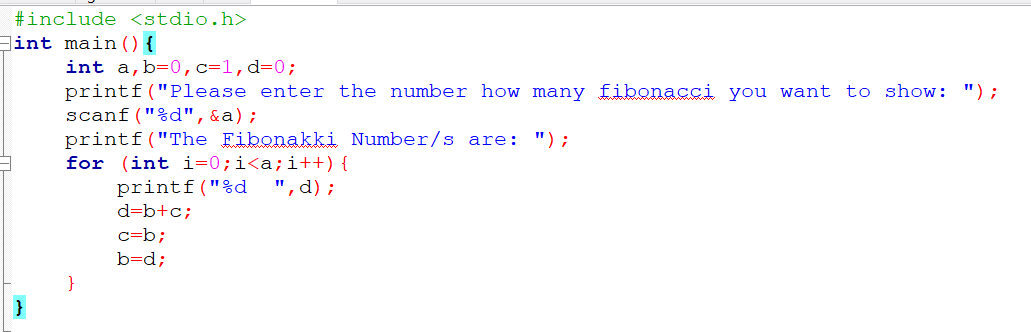 #include <stdio.h>
int main(){
    int a,b=0,c=1,d=0;
    printf("Please enter the number how many fibonacci you want to show: ");
    scanf("%d",&a);
    printf("The Fibonakki Number/s are: ");
    for (int i=0;i<a;i++){
        printf("%d  ",d);
        d=b+c;
        c=b;
        b=d;
    }
}